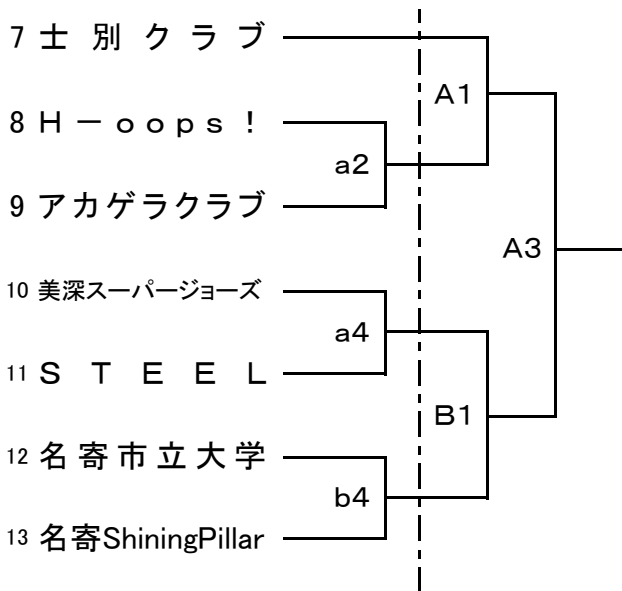 7 士別クラブ
A1
8 H－oops！
a2
9 アカゲラクラブ
A3
10 美深スーパージョーズ
a4
11 STEEL
B1
12 名寄市立大学
b4
13 名寄ShiningPillar